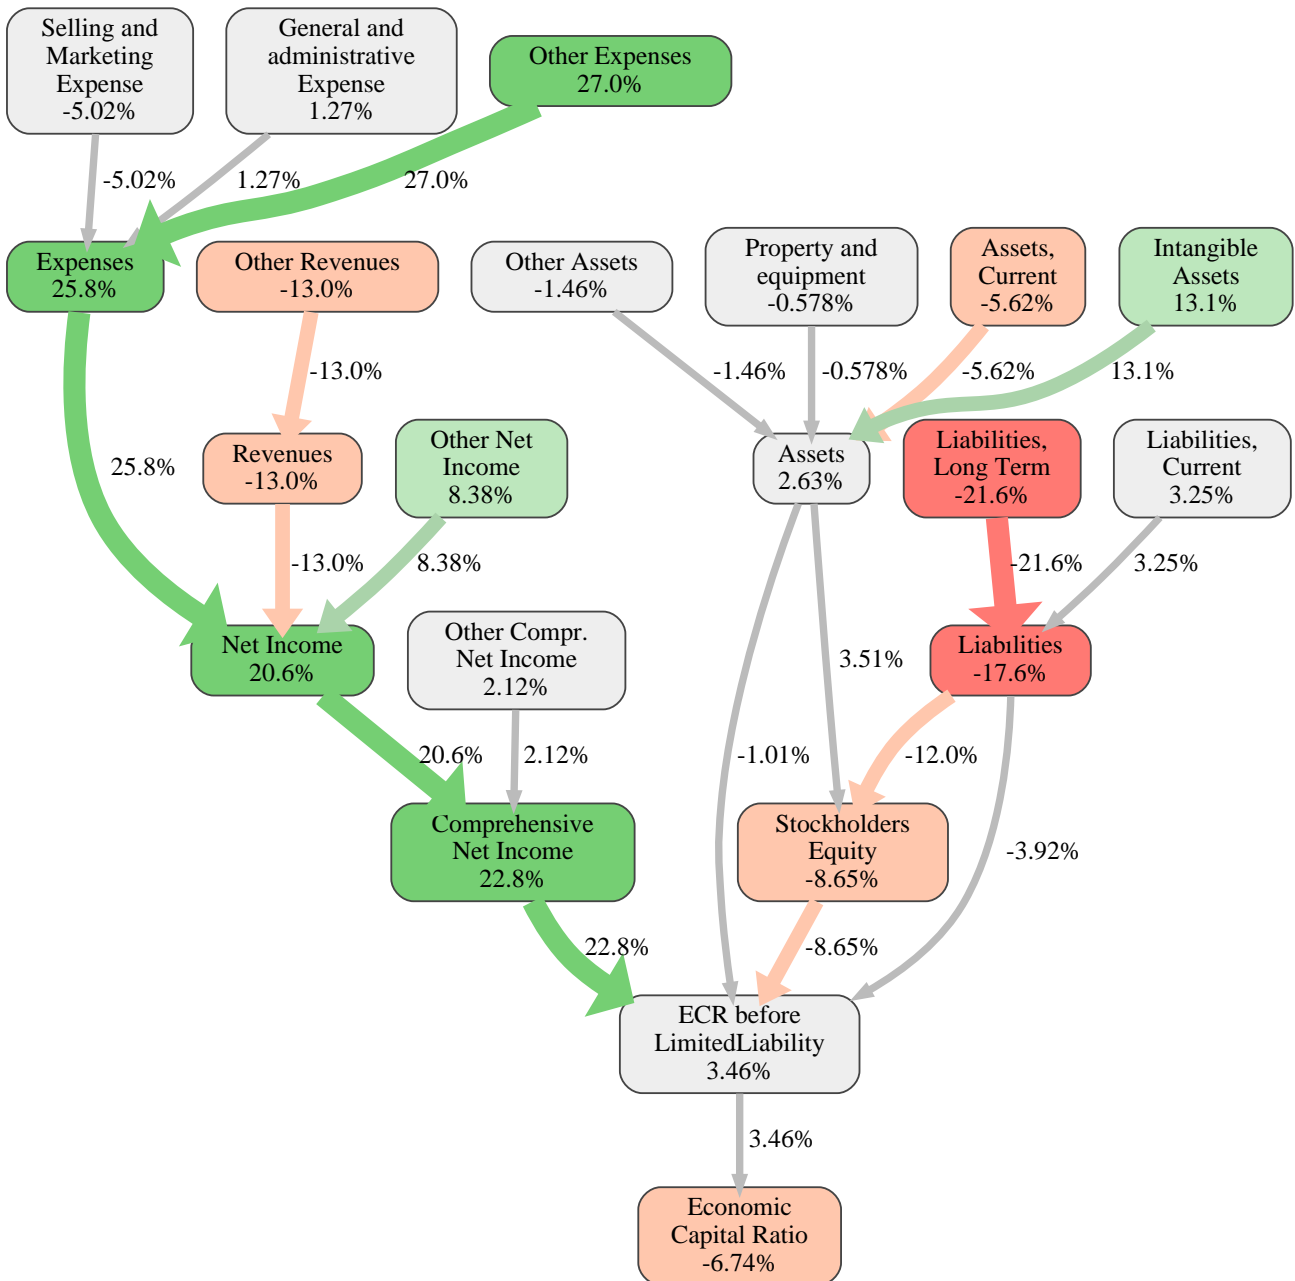 Selling and
Marketing
Expense
-5.02%
General and
administrative
Expense
1.27%
Other Expenses
27.0%
-5.02%
1.27%
27.0%
Expenses
25.8%
Other Revenues
-13.0%
Other Assets
-1.46%
Property and
equipment
-0.578%
Assets,
Current
-5.62%
Intangible
Assets
13.1%
-13.0%
-1.46%
-0.578%
-5.62%
13.1%
25.8%
Revenues
-13.0%
Other Net
Income
8.38%
Assets
2.63%
Liabilities,
Long Term
-21.6%
Liabilities,
Current
3.25%
-13.0%
8.38%
-21.6%
3.25%
Net Income
20.6%
Other Compr.
Net Income
2.12%
3.51%
Liabilities
-17.6%
20.6%
2.12%
-1.01%
-12.0%
Comprehensive
Net Income
22.8%
Stockholders
Equity
-8.65%
-3.92%
22.8%
-8.65%
ECR before
LimitedLiability
3.46%
3.46%
Economic
Capital Ratio
-6.74%